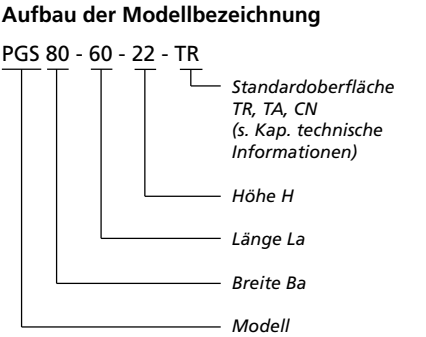 Aufbau der Modellbezeichnung
PGS 80 - 60 - 22 - TR
Standardoberfläche
TR, TA, CN
(s. Kap. technische
Informationen)
Höhe H
Länge La
Breite Ba
Modell